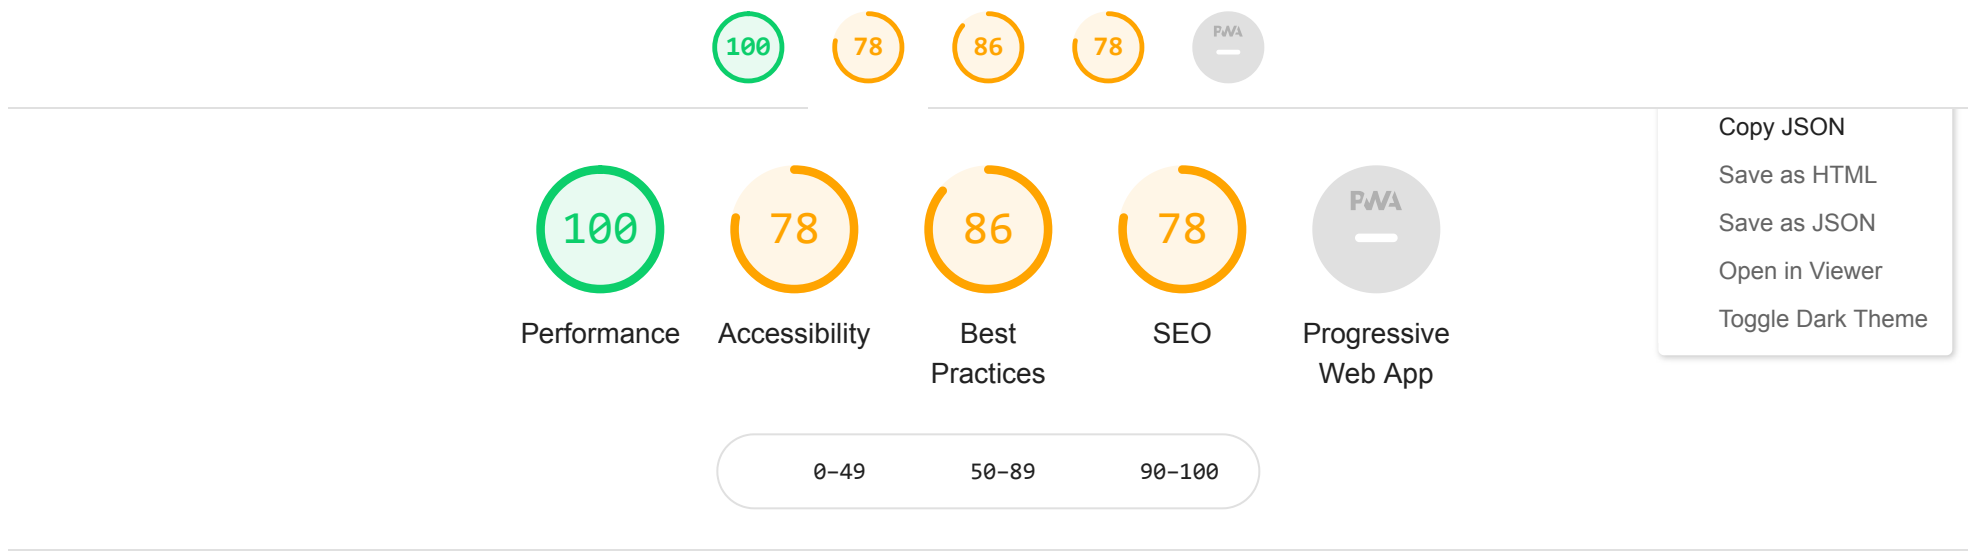 100 78 86 78 PWA
Copy JSON
Save as HTML
Save as JSON
Open in Viewer
Toggle Dark Theme
100 78 86 78 PWA
Performance Accessibility Best Practices SEO Progressive Web App
0–49 50–89 90–100